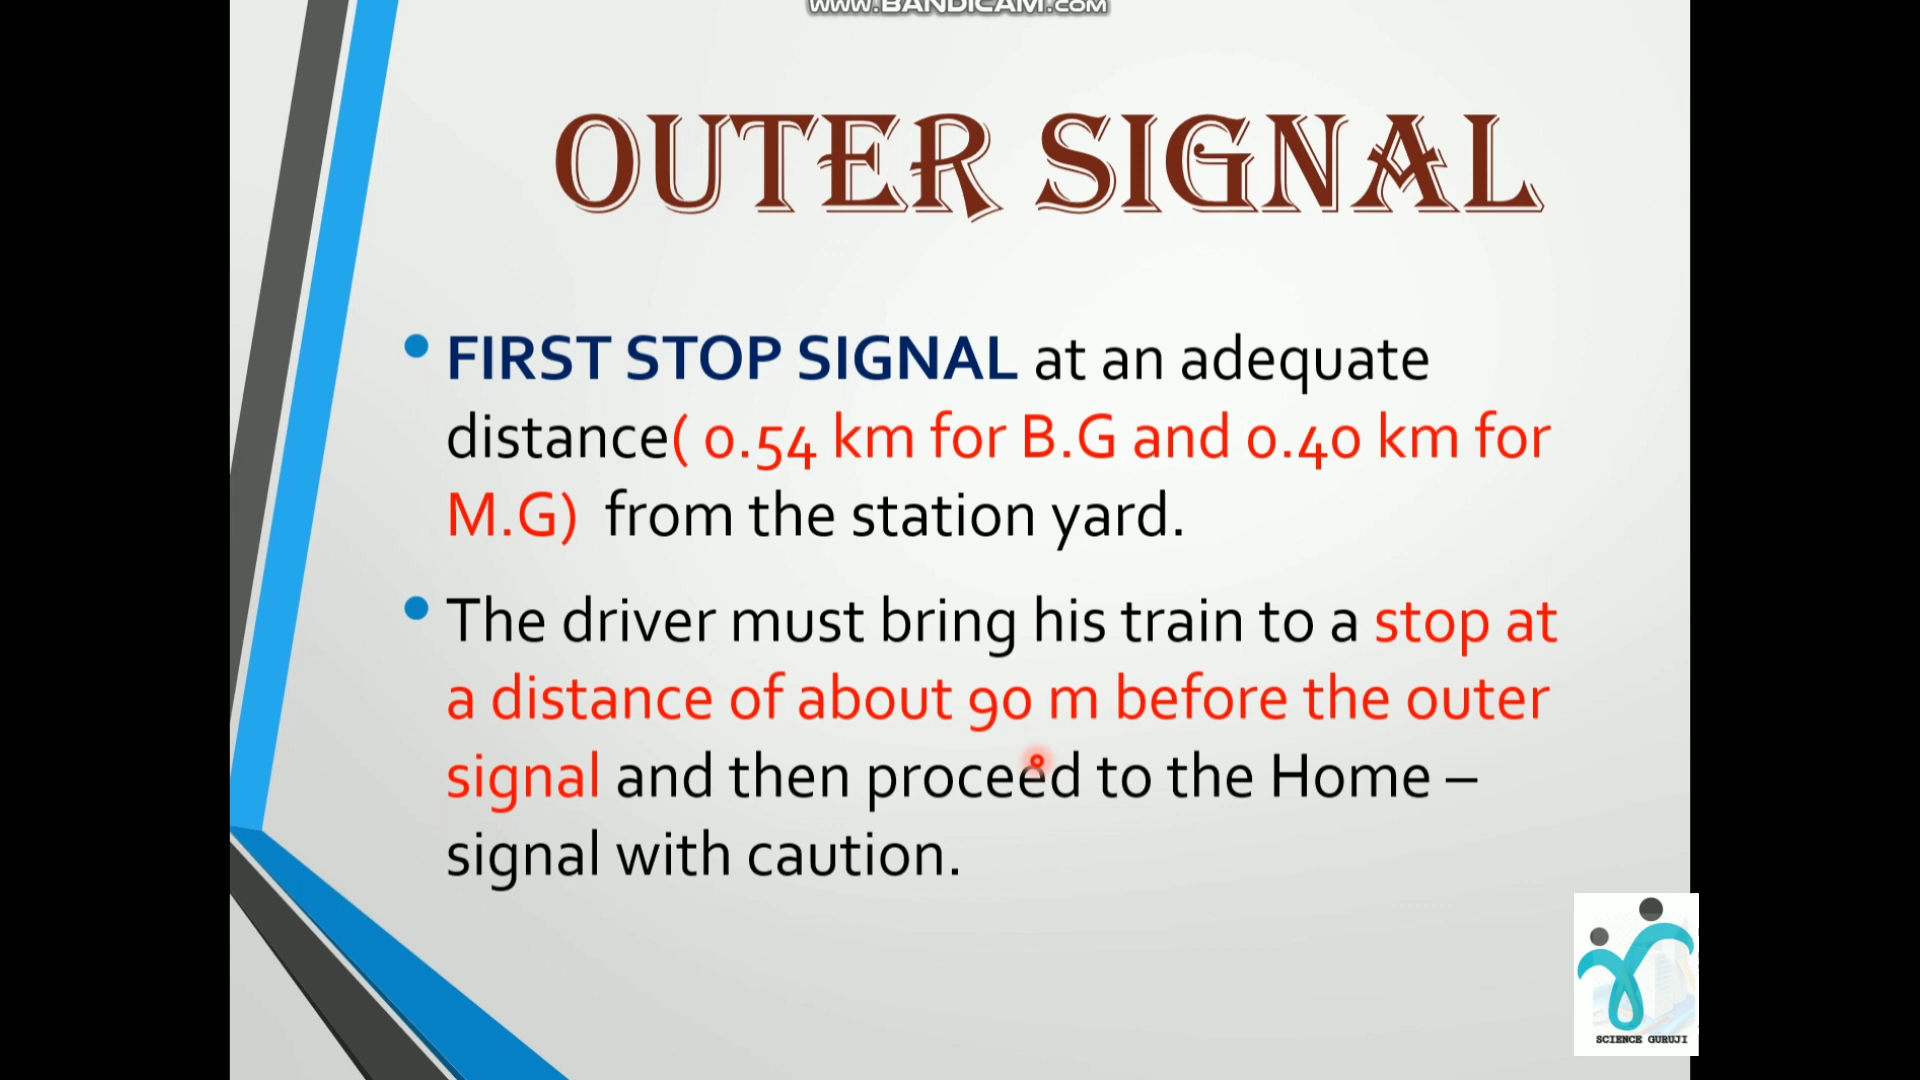 WWW.BANDICAM.COM
OUTER SIGNAL
• FIRST STOP SIGNAL at an adequate
distance( 0.54 km for B.G and 0.40 km for
M.G) from the station yard.
• The driver must bring his train to a stop at
a distance of about 90 m before the outer
signal and then proceed to the Home –
signal with caution.
SCIENCE GURUJI